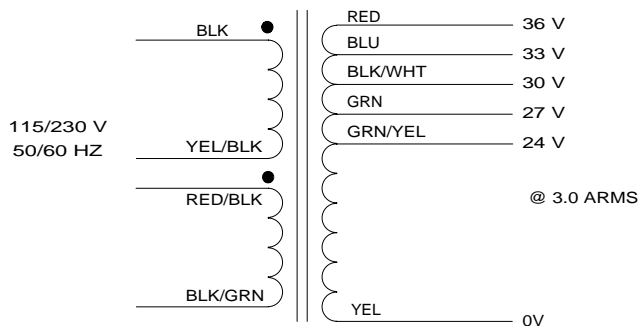 BLK
YEL/BLK
RED/BLK
BLK/GRN
115/230 V
50/60 HZ
RED 36 V
BLU 33 V
BLK/WHT 30 V
GRN 27 V
GRN/YEL 24 V
@ 3.0 ARMS
YEL 0V